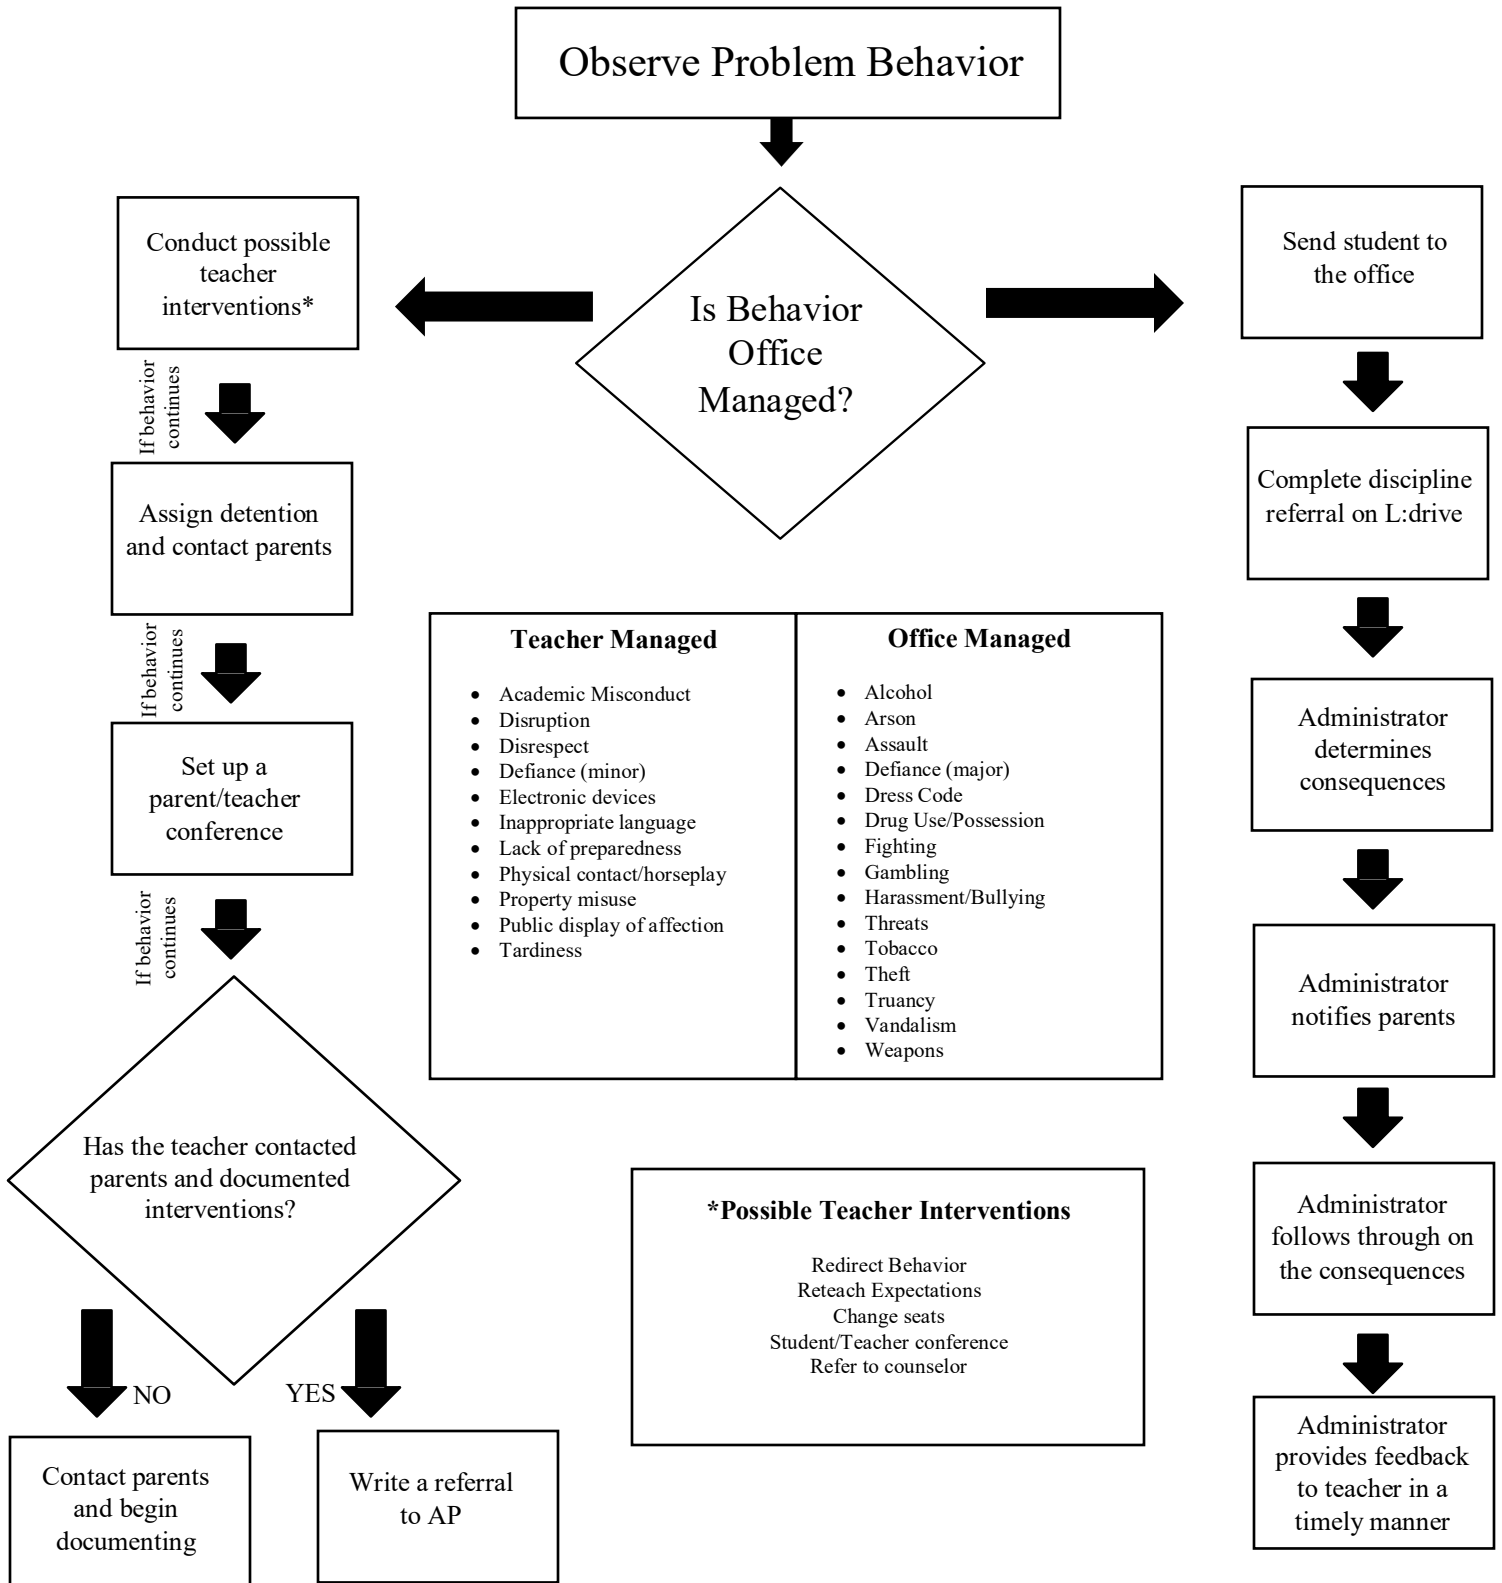 Observe Problem Behavior
Is Behavior
Office
Managed?
Conduct possible
teacher
interventions*
If behavior
continues
Assign detention
and contact parents
If behavior
continues
Set up a
parent/teacher
conference
If behavior
continues
Has the teacher contacted
parents and documented
interventions?
NO
YES
Contact parents
and begin
documenting
Write a referral
to AP
Teacher Managed
• Academic Misconduct
• Disruption
• Disrespect
• Defiance (minor)
• Electronic devices
• Inappropriate language
• Lack of preparedness
• Physical contact/horseplay
• Property misuse
• Public display of affection
• Tardiness
Office Managed
• Alcohol
• Arson
• Assault
• Defiance (major)
• Dress Code
• Drug Use/Possession
• Fighting
• Gambling
• Harassment/Bullying
• Threats
• Tobacco
• Theft
• Truancy
• Vandalism
• Weapons
*Possible Teacher Interventions
Redirect Behavior
Reteach Expectations
Change seats
Student/Teacher conference
Refer to counselor
Send student to
the office
Complete discipline
referral on L:drive
Administrator
determines
consequences
Administrator
notifies parents
Administrator
follows through on
the consequences
Administrator
provides feedback
to teacher in a
timely manner